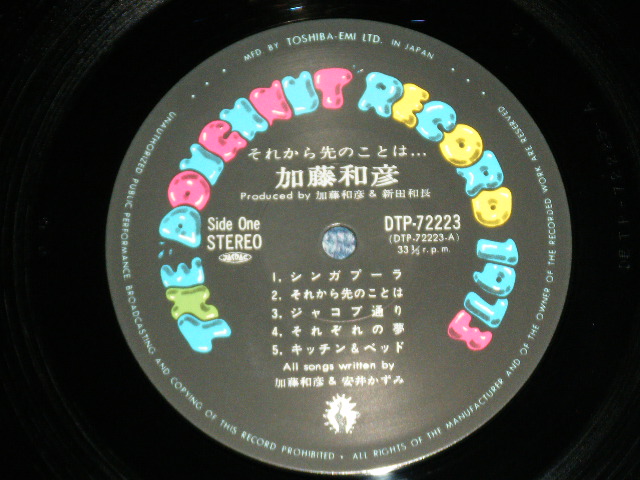 MFD. BY TOSHIBA-EMI LTD. IN JAPAN
THE DOUGHNUT RECORD 1975
それから先のことは…
加藤和彦
Produced by 加藤和彦 & 新田和長
Side One
STEREO
DTP-72223
(DTP-72223-A)
33⅓ r.p.m.
1. シンガプーラ
2. それから先のことは
3. ジャコブ通り
4. それぞれの夢
5. キッチン&ベッド
All songs written by
加藤和彦 & 安井かずみ
UNAUTHORIZED PUBLIC PERFORMANCE BROADCASTING AND COPYING OF THIS RECORD PROHIBITED • ALL RIGHTS OF THE MANUFACTURER AND OF THE OWNER OF THE RECORDED WORK ARE RESERVED